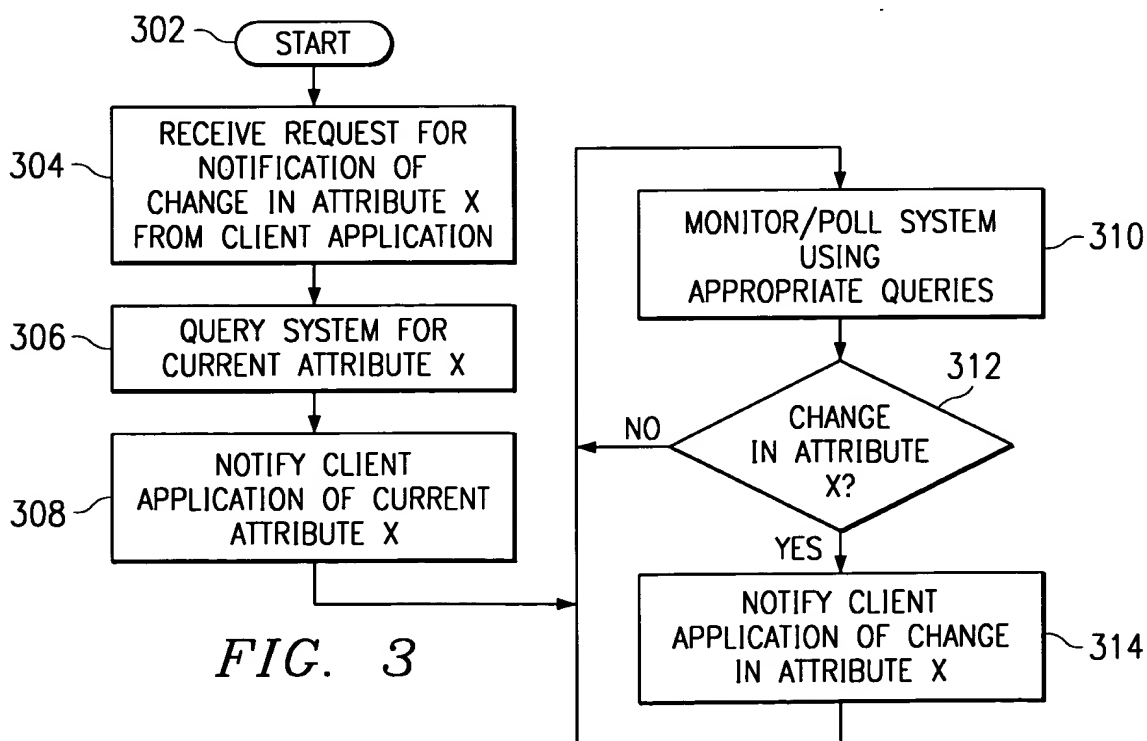 302
START
304
RECEIVE REQUEST FOR
NOTIFICATION OF
CHANGE IN ATTRIBUTE X
FROM CLIENT APPLICATION
306
QUERY SYSTEM FOR
CURRENT ATTRIBUTE X
308
NOTIFY CLIENT
APPLICATION OF CURRENT
ATTRIBUTE X
MONITOR/POLL SYSTEM
USING
APPROPRIATE QUERIES
310
312
CHANGE
IN ATTRIBUTE
X?
NO
YES
NOTIFY CLIENT
APPLICATION OF CHANGE
IN ATTRIBUTE X
314
FIG. 3